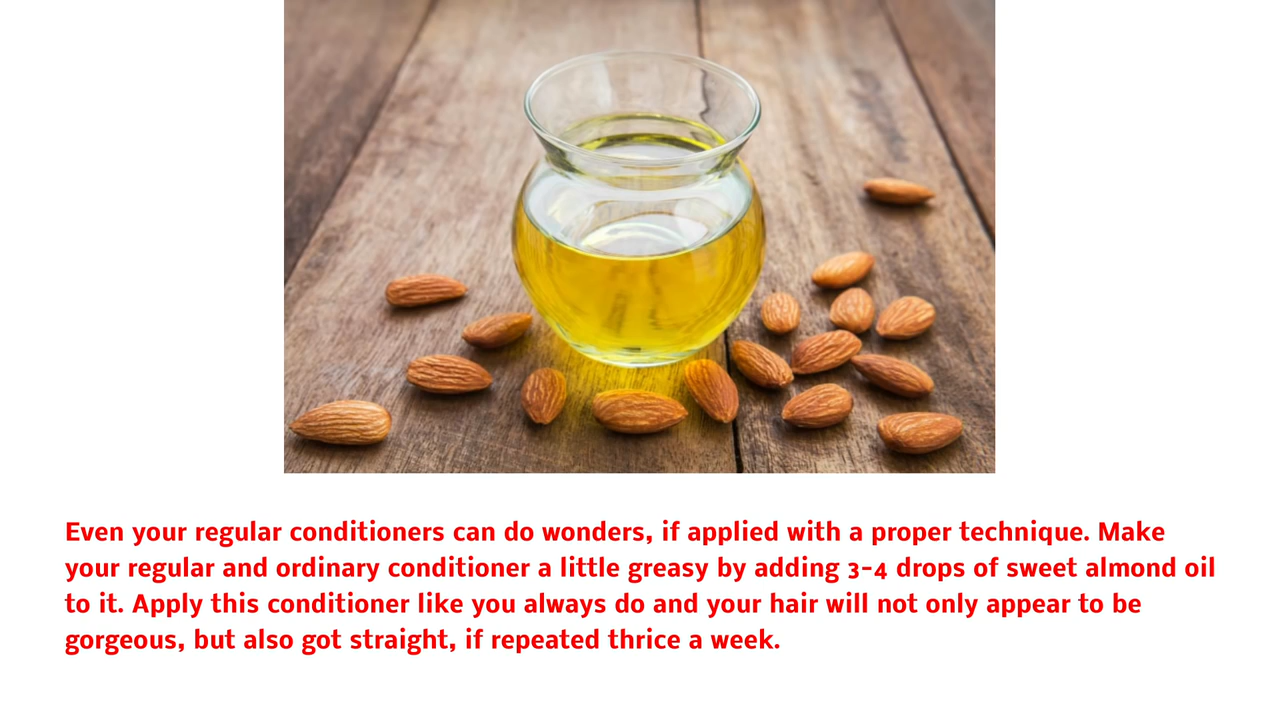 Even your regular conditioners can do wonders, if applied with a proper technique. Make
your regular and ordinary conditioner a little greasy by adding 3-4 drops of sweet almond oil
to it. Apply this conditioner like you always do and your hair will not only appear to be
gorgeous, but also got straight, if repeated thrice a week.